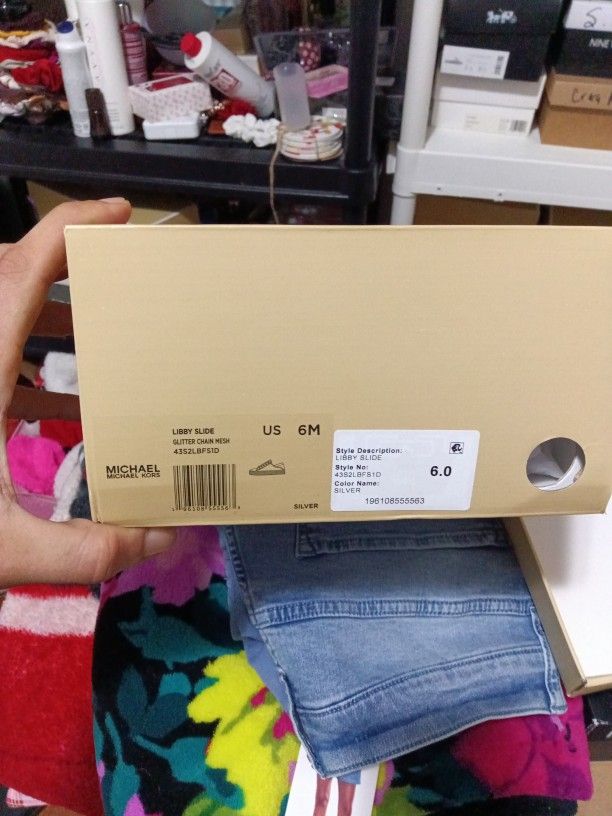 LIBBY SLIDE
GLITTER CHAIN MESH
43S2LBFS1D
US 6M
MICHAEL
MICHAEL KORS
SILVER
Style Description:
LIBBY SLIDE
Style No:
43S2LBFS1D
6.0
Color Name:
SILVER
196108555563